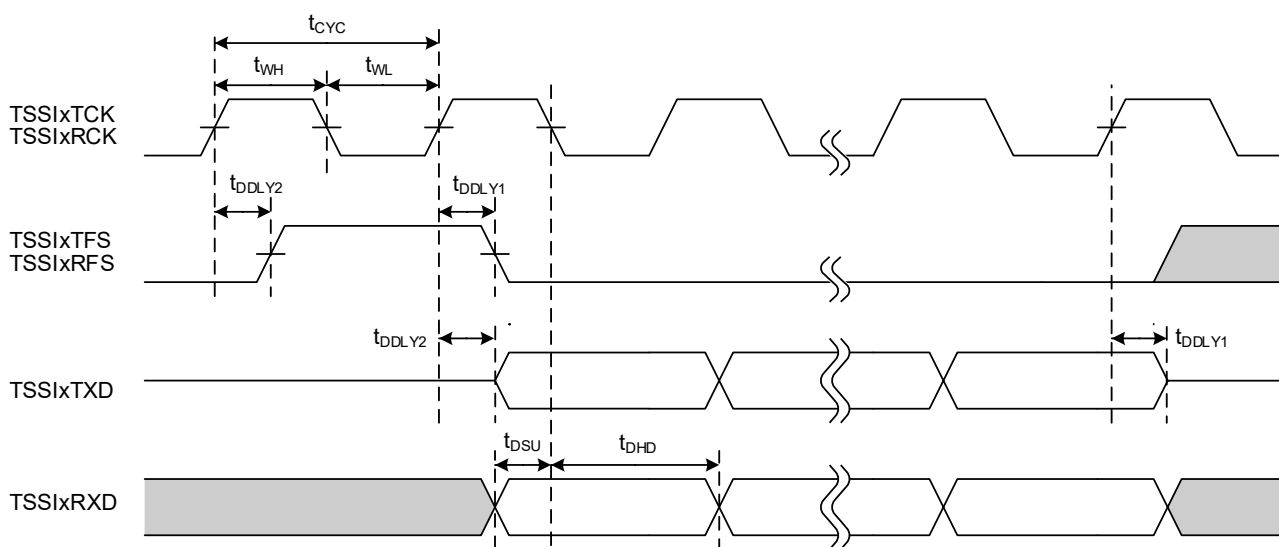 tCYC
tWH tWL
TSSIxTCK
TSSIxRCK
tDDLY2 tDDLY1
TSSIxTFS
TSSIxRFS
tDDLY2 tDDLY1
TSSIxTXD
tDSU tDHD
TSSIxRXD